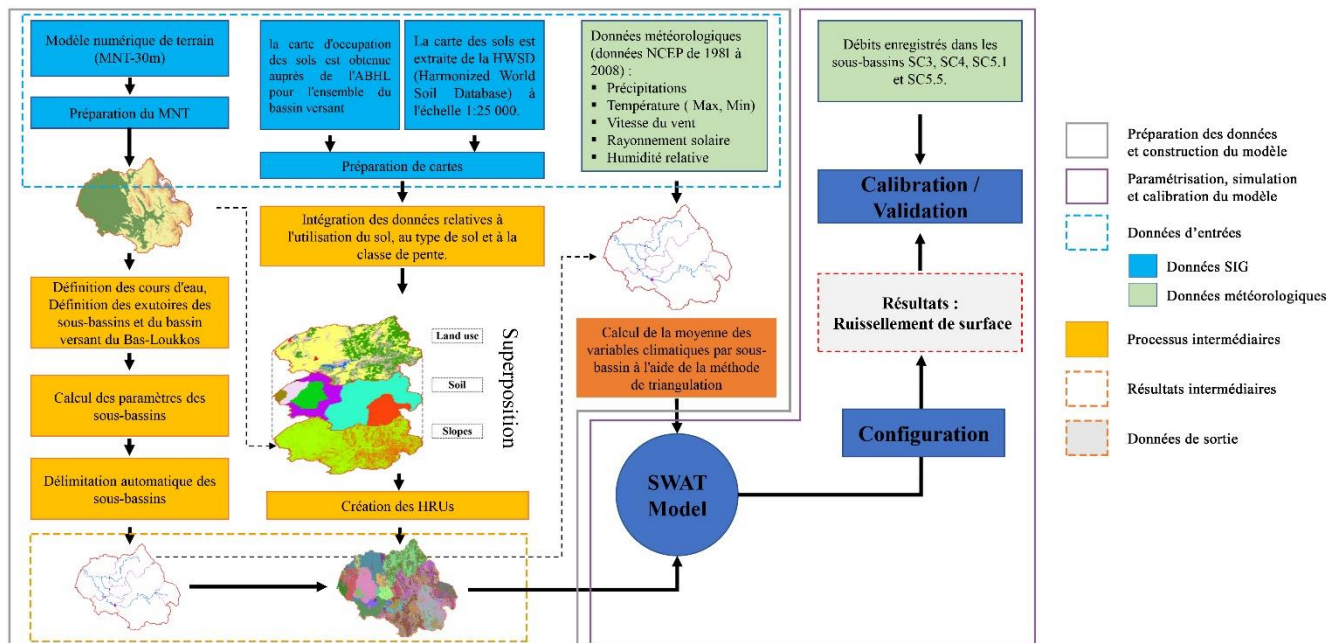 Modèle numérique de terrain
(MNT-30m)
Préparation du MNT
Définition des cours d'eau,
Définition des exutoires des
sous-bassins et du bassin
versant du Bas-Loukkos
Calcul des paramètres des
sous-bassins
Délimitation automatique des
sous-bassins
la carte d'occupation
des sols est obtenue
auprès de l'ABHL
pour l'ensemble du
bassin versant
La carte des sols est
extraite de la HWSD
(Harmonized World
Soil Database) à
l'échelle 1:25 000.
Préparation de cartes
Intégration des données relatives à
l'utilisation du sol, au type de sol et à la
classe de pente.
Land use
Soil
Slopes
Superposition
Création des HRUs
Données météorologiques
(données NCEP de 1981 à
2008) :
▪ Précipitations
▪ Température ( Max, Min)
▪ Vitesse du vent
▪ Rayonnement solaire
▪ Humidité relative
Calcul de la moyenne des
variables climatiques par sous-
bassin à l'aide de la méthode
de triangulation
SWAT
Model
Débits enregistrés dans les
sous-bassins SC3, SC4, SC5.1
et SC5.5.
Calibration /
Validation
Résultats :
Ruissellement de surface
Configuration
Préparation des données
et construction du modèle
Paramétrisation, simulation
et calibration du modèle
Données d'entrées
Données SIG
Données météorologiques
Processus intermédiaires
Résultats intermédiaires
Données de sortie